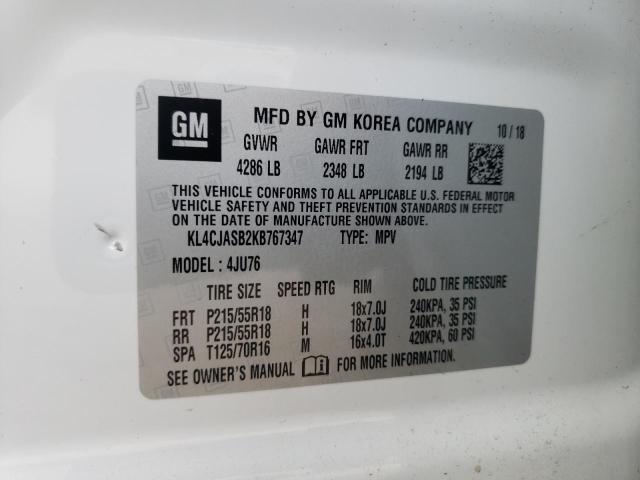 GM
MFD BY GM KOREA COMPANY 10 / 18
GVWR GAWR FRT GAWR RR
4286 LB 2348 LB 2194 LB
THIS VEHICLE CONFORMS TO ALL APPLICABLE U.S. FEDERAL MOTOR
VEHICLE SAFETY AND THEFT PREVENTION STANDARDS IN EFFECT
ON THE DATE OF MANUFACTURE SHOWN ABOVE.
KL4CJASB2KB767347 TYPE: MPV
MODEL : 4JU76
TIRE SIZE SPEED RTG RIM COLD TIRE PRESSURE
FRT P215/55R18 H 18x7.0J 240KPA, 35 PSI
RR P215/55R18 H 18x7.0J 240KPA, 35 PSI
SPA T125/70R16 M 16x4.0T 420KPA, 60 PSI
SEE OWNER'S MANUAL FOR MORE INFORMATION.